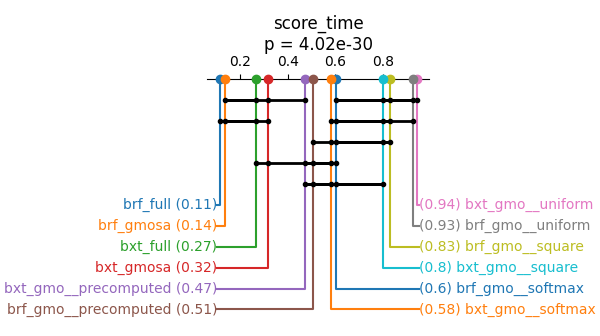 score_time
p = 4.02e-30
0.2 0.4 0.6 0.8
brf_full (0.11) (0.94) bxt_gmo__uniform
brf_gmosa (0.14) (0.93) brf_gmo__uniform
bxt_full (0.27) (0.83) brf_gmo__square
bxt_gmosa (0.32) (0.8) bxt_gmo__square
bxt_gmo__precomputed (0.47) (0.6) brf_gmo__softmax
brf_gmo__precomputed (0.51) (0.58) bxt_gmo__softmax